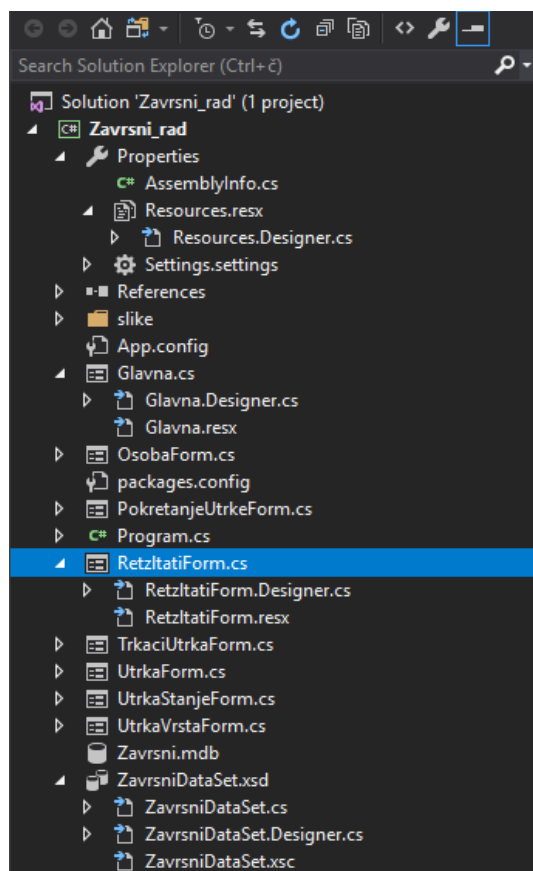 Search Solution Explorer (Ctrl+č)
Solution 'Zavrsni_rad' (1 project)
C# Zavrsni_rad
Properties
C# AssemblyInfo.cs
Resources.resx
Resources.Designer.cs
Settings.settings
References
slike
App.config
Glavna.cs
Glavna.Designer.cs
Glavna.resx
OsobaForm.cs
packages.config
PokretanjeUtrkeForm.cs
C# Program.cs
RetzltatiForm.cs
RetzltatiForm.Designer.cs
RetzltatiForm.resx
TrkaciUtrkaForm.cs
UtrkaForm.cs
UtrkaStanjeForm.cs
UtrkaVrstaForm.cs
Zavrsni.mdb
ZavrsniDataSet.xsd
ZavrsniDataSet.cs
ZavrsniDataSet.Designer.cs
ZavrsniDataSet.xsc